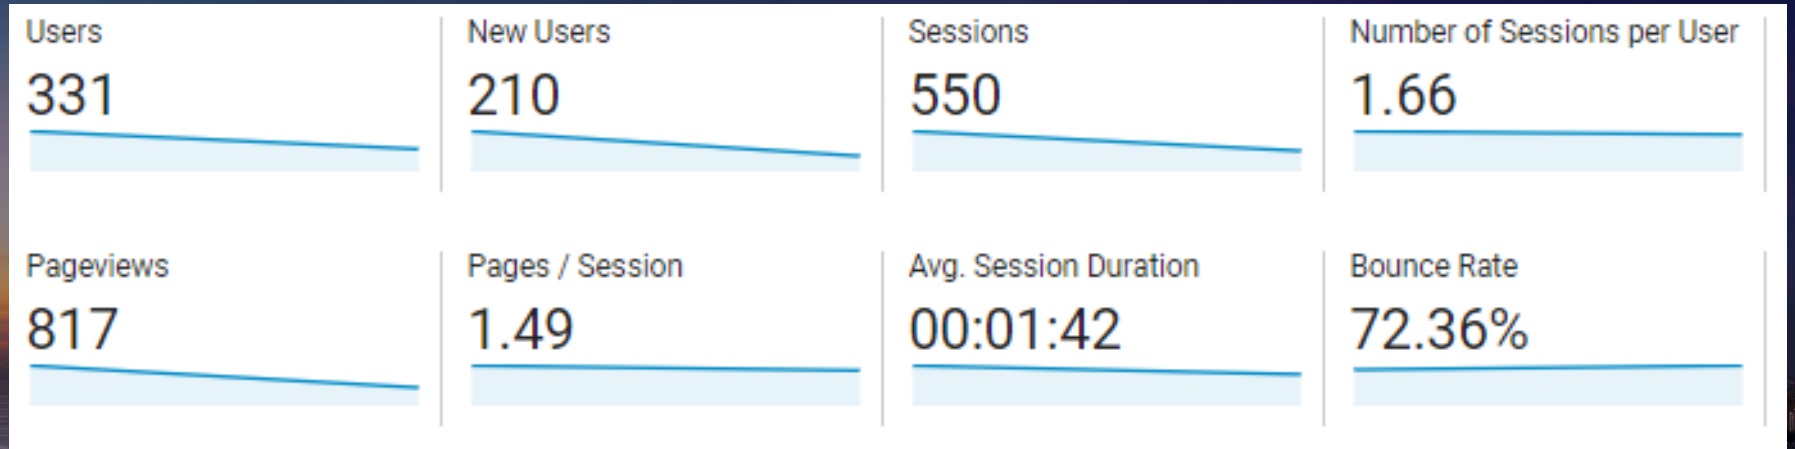 Users
331
New Users
210
Sessions
550
Number of Sessions per User
1.66
Pageviews
817
Pages / Session
1.49
Avg. Session Duration
00:01:42
Bounce Rate
72.36%